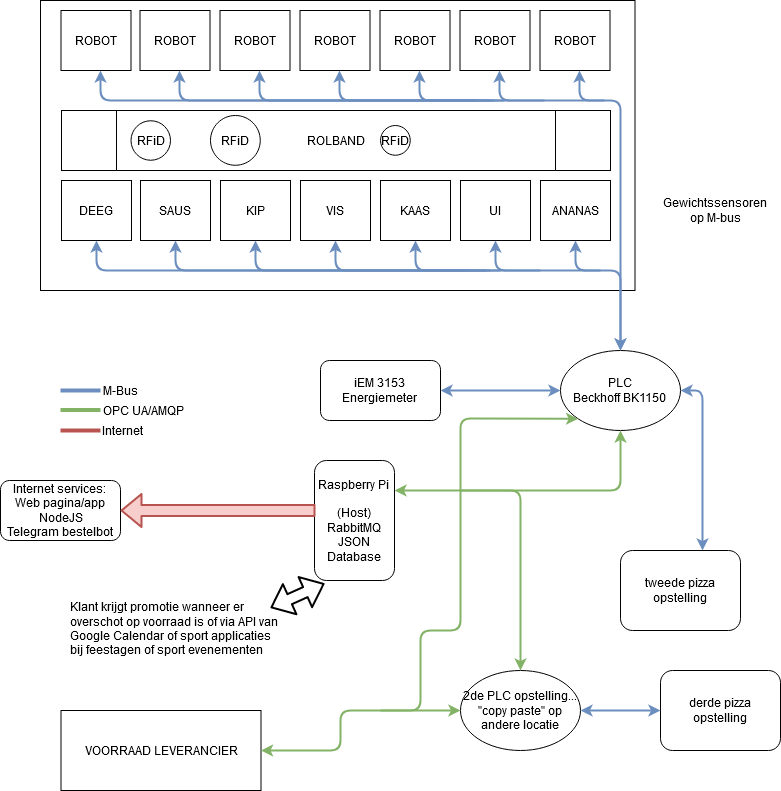 ROBOT
ROBOT
ROBOT
ROBOT
ROBOT
ROBOT
ROBOT
RFiD
RFiD
ROLBAND
RFiD
DEEG
SAUS
KIP
VIS
KAAS
UI
ANANAS
Gewichtssensoren
op M-bus
iEM 3153
Energiemeter
PLC
Beckhoff BK1150
M-Bus
OPC UA/AMQP
Internet
Internet services:
Web pagina/app
NodeJS
Telegram bestelbot
Raspberry Pi
(Host)
RabbitMQ
JSON
Database
tweede pizza
opstelling
Klant krijgt promotie wanneer er
overschot op voorraad is of via API van
Google Calendar of sport applicaties
bij feestagen of sport evenementen
2de PLC opstelling...
"copy paste" op
andere locatie
derde pizza
opstelling
VOORRAAD LEVERANCIER